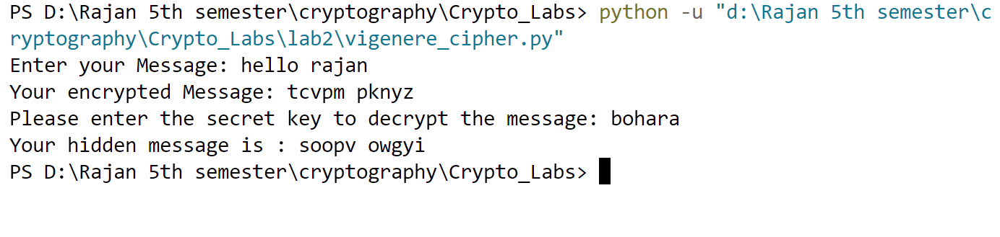 PS D:\Rajan 5th semester\cryptography\Crypto_Labs> python -u "d:\Rajan 5th semester\c
ryptography\Crypto_Labs\lab2\vigenere_cipher.py"
Enter your Message: hello rajan
Your encrypted Message: tcvpm pknyz
Please enter the secret key to decrypt the message: bohara
Your hidden message is : soopv owgyi
PS D:\Rajan 5th semester\cryptography\Crypto_Labs>